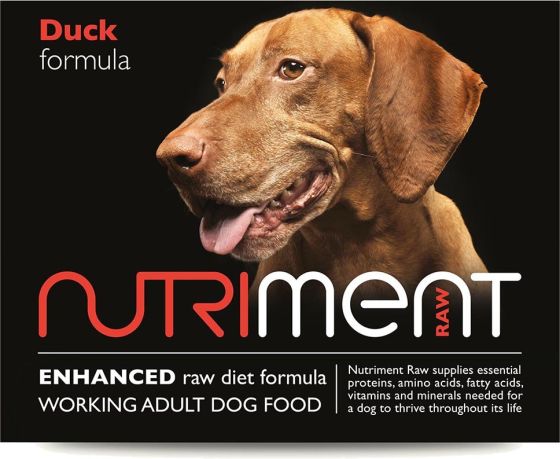 Duck
formula
NUTRIMENT
RAW
ENHANCED raw diet formula
WORKING ADULT DOG FOOD
Nutriment Raw supplies essential
proteins, amino acids, fatty acids,
vitamins and minerals needed for
a dog to thrive throughout its life